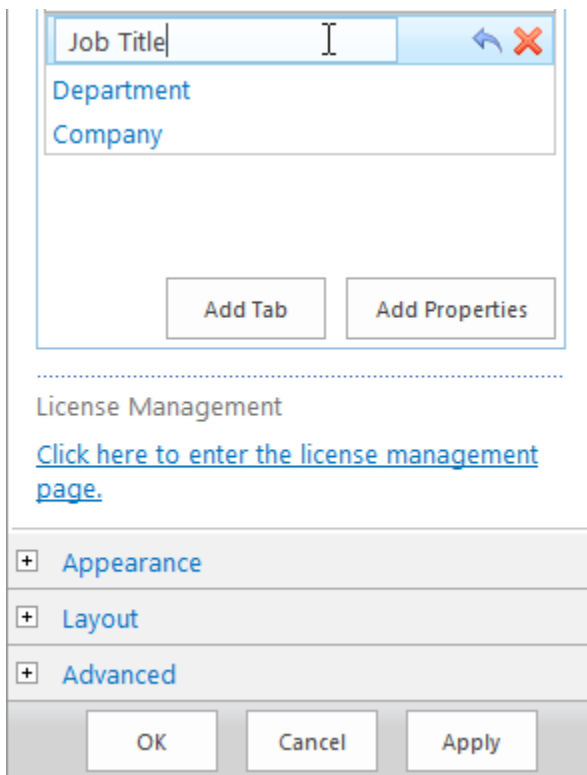 Job Title
Department
Company
Add Tab
Add Properties
License Management
Click here to enter the license management
page.
Appearance
Layout
Advanced
OK
Cancel
Apply